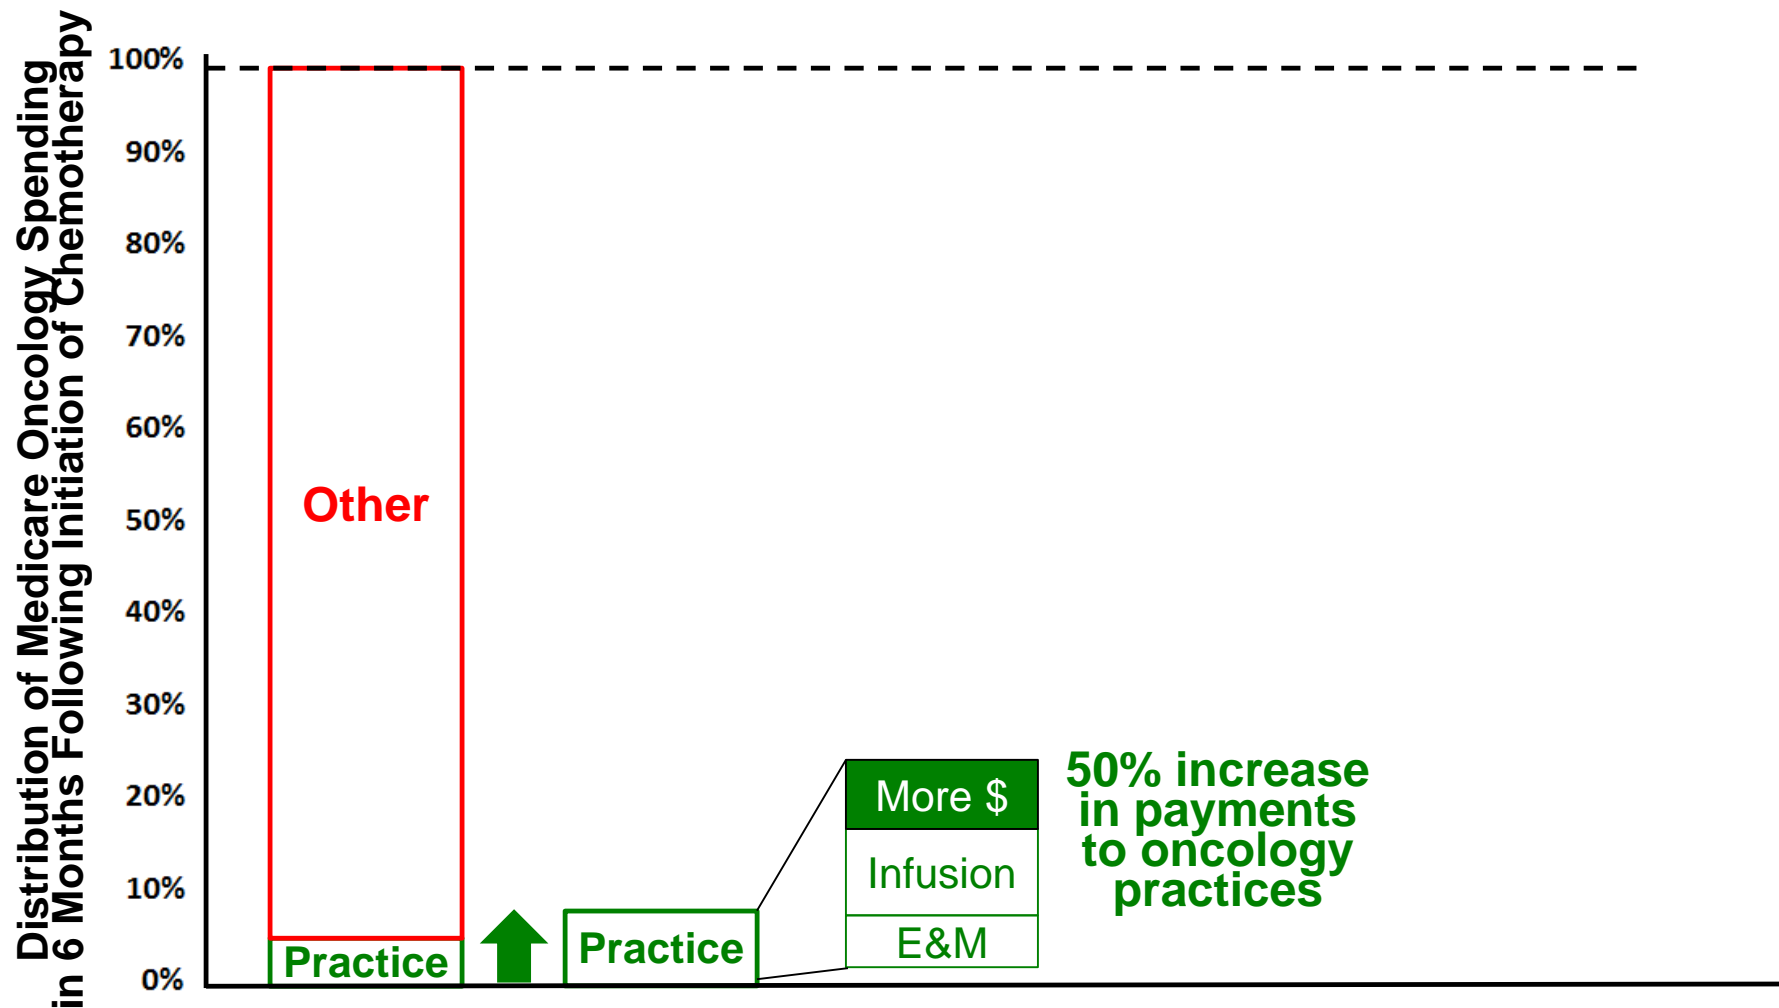 Distribution of Medicare Oncology Spending
in 6 Months Following Initiation of Chemotherapy
100%
90%
80%
70%
60%
50%
40%
30%
20%
10%
0%
Other
Practice
Practice
More $
Infusion
E&M
50% increase
in payments
to oncology
practices